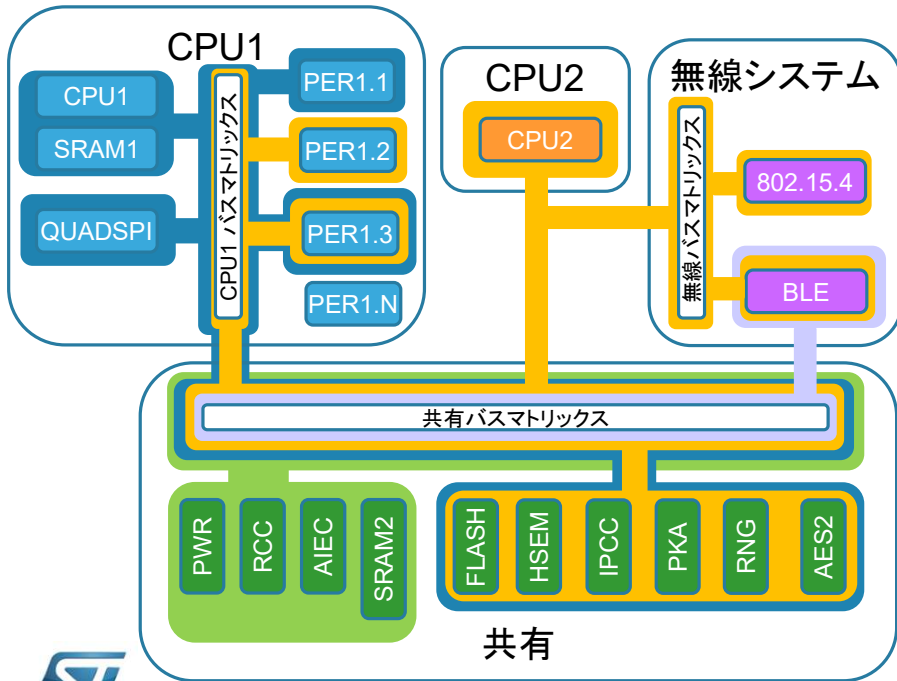 CPU1
CPU1
SRAM1
QUADSPI
CPU1 バスマトリックス
PER1.1
PER1.2
PER1.3
PER1.N
CPU2
CPU2
無線システム
無線バスマトリックス
802.15.4
BLE
共有バスマトリックス
PWR
RCC
AIEC
SRAM2
FLASH
HSEM
IPCC
PKA
RNG
AES2
共有
ST